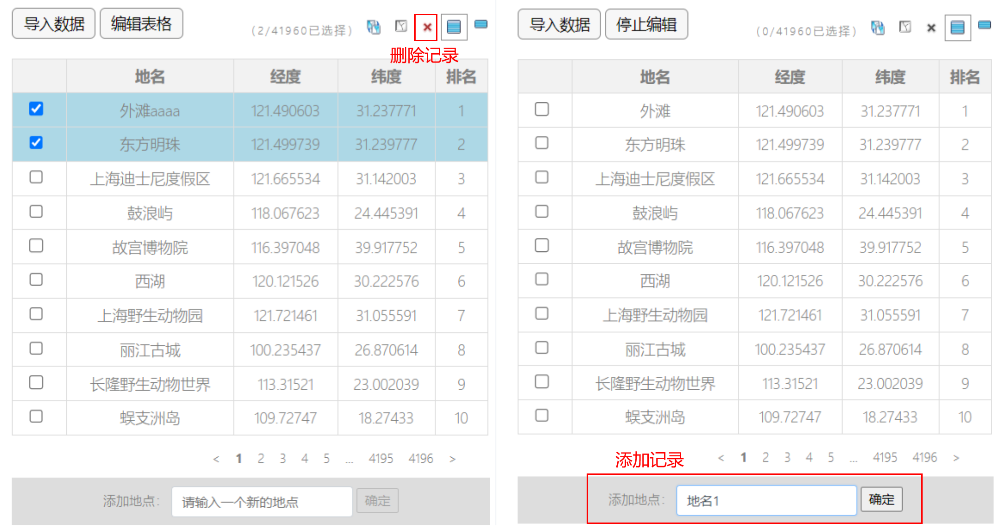 导入数据 编辑表格 (2/41960已选择)
删除记录
地名 经度 纬度 排名
外滩aaaa 121.490603 31.237771 1
东方明珠 121.499739 31.239777 2
上海迪士尼度假区 121.665534 31.142003 3
鼓浪屿 118.067623 24.445391 4
故宫博物院 116.397048 39.917752 5
西湖 120.121526 30.222576 6
上海野生动物园 121.721461 31.055591 7
丽江古城 100.235437 26.870614 8
长隆野生动物世界 113.31521 23.002039 9
蜈支洲岛 109.72747 18.27433 10
< 1 2 3 4 5 ... 4195 4196 >
添加地点: 请输入一个新的地点 确定
导入数据 停止编辑 (0/41960已选择)
地名 经度 纬度 排名
外滩 121.490603 31.237771 1
东方明珠 121.499739 31.239777 2
上海迪士尼度假区 121.665534 31.142003 3
鼓浪屿 118.067623 24.445391 4
故宫博物院 116.397048 39.917752 5
西湖 120.121526 30.222576 6
上海野生动物园 121.721461 31.055591 7
丽江古城 100.235437 26.870614 8
长隆野生动物世界 113.31521 23.002039 9
蜈支洲岛 109.72747 18.27433 10
添加记录
< 1 2 3 4 5 ... 4195 4196 >
添加地点: 地名1 确定